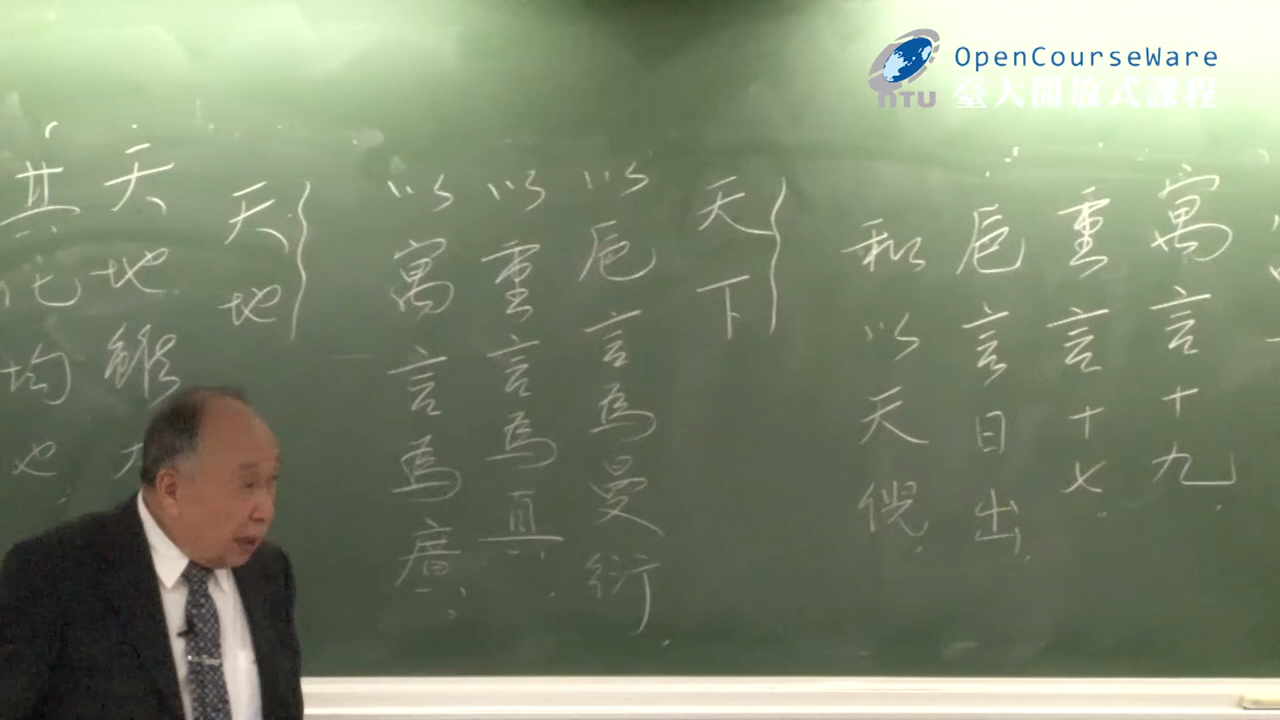 OpenCourseWare
NTU
臺大開放式課程
寓言十九
重言十七
巵言日出
和以天倪
天下
以巵言為曼衍
以重言為真
以寓言為廣
天地
天地雖
其化均也